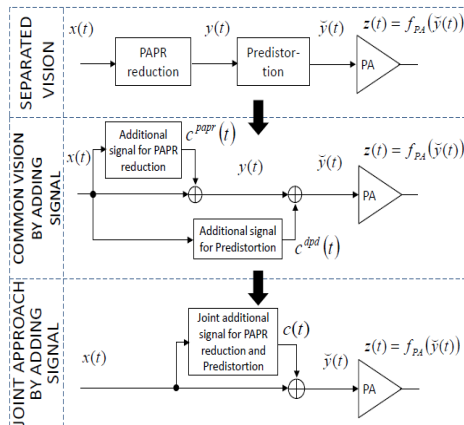 SEPARATED
VISION
x(t)
PAPR
reduction
y(t)
Predistor-
tion
y̆(t)
PA
z(t) = f_PA(y̆(t))
COMMON VISION
BY ADDING
SIGNAL
x(t)
Additional
signal for PAPR
reduction
c^papr(t)
y(t)
y̆(t)
PA
z(t) = f_PA(y̆(t))
Additional signal
for Predistortion
c^dpd(t)
JOINT APPROACH
BY ADDING
SIGNAL
x(t)
Joint additional
signal for PAPR
reduction and
Predistortion
c(t)
y̆(t)
PA
z(t) = f_PA(y̆(t))